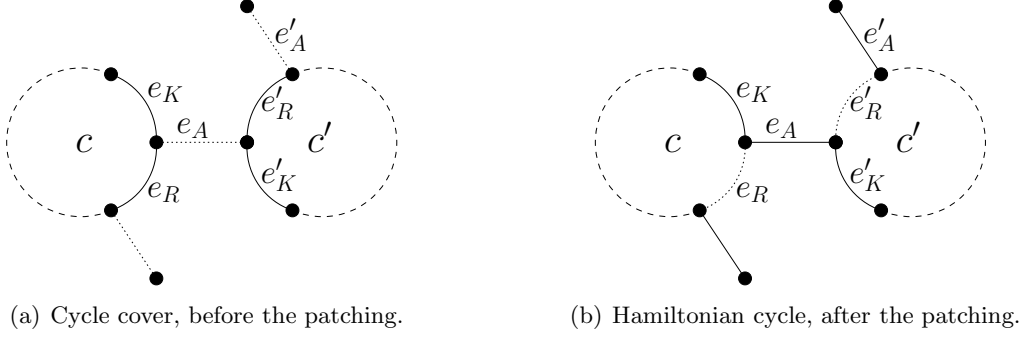 e'_A e'_A
e_K e'_R e_K e'_R
c e_A c' c e_A c'
e_R e'_K e_R e'_K
(a) Cycle cover, before the patching. (b) Hamiltonian cycle, after the patching.